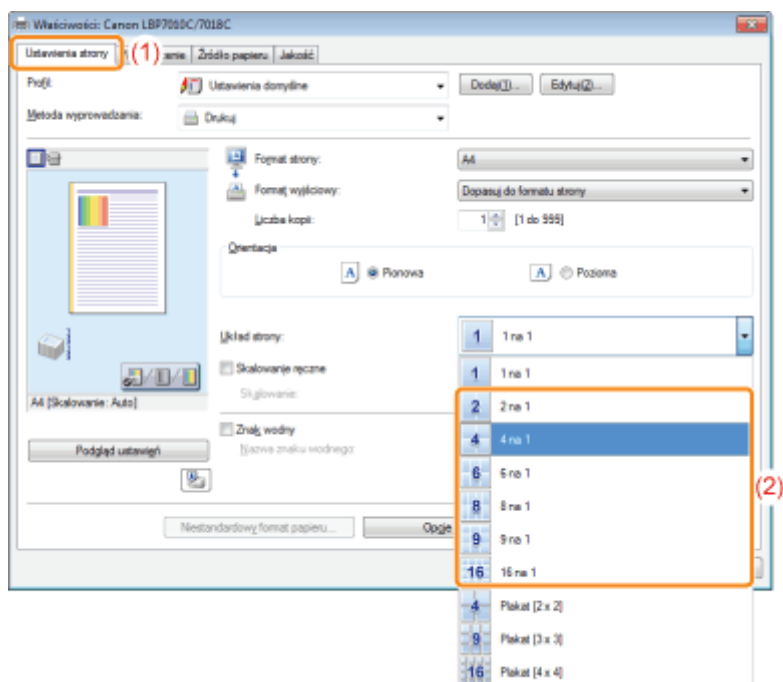 Właściwości: Canon LBP7010C/7018C
Ustawienia strony (1) Źródło papieru Jakość
Profil: Ustawienia domyślne Dodaj(1)... Edytuj(2)...
Metoda wyprowadzania: Drukuj
Format strony: A4
Format wyjściowy: Dopasuj do formatu strony
Liczba kopii: 1 [1 do 999]
Orientacja
A Pionowa A Pozioma
Układ strony: 1 1 na 1
Skalowanie ręczne 1 1 na 1
A4 [Skalowanie: Auto] 2 2 na 1
Znak wodny 4 4 na 1
Podgląd ustawień Nazwa znaku wodnego:
6 6 na 1
(2)
8 8 na 1
Niestandardowy format papieru... Opcje
9 9 na 1
16 16 na 1
4 Plakat [2 x 2]
9 Plakat [3 x 3]
16 Plakat [4 x 4]